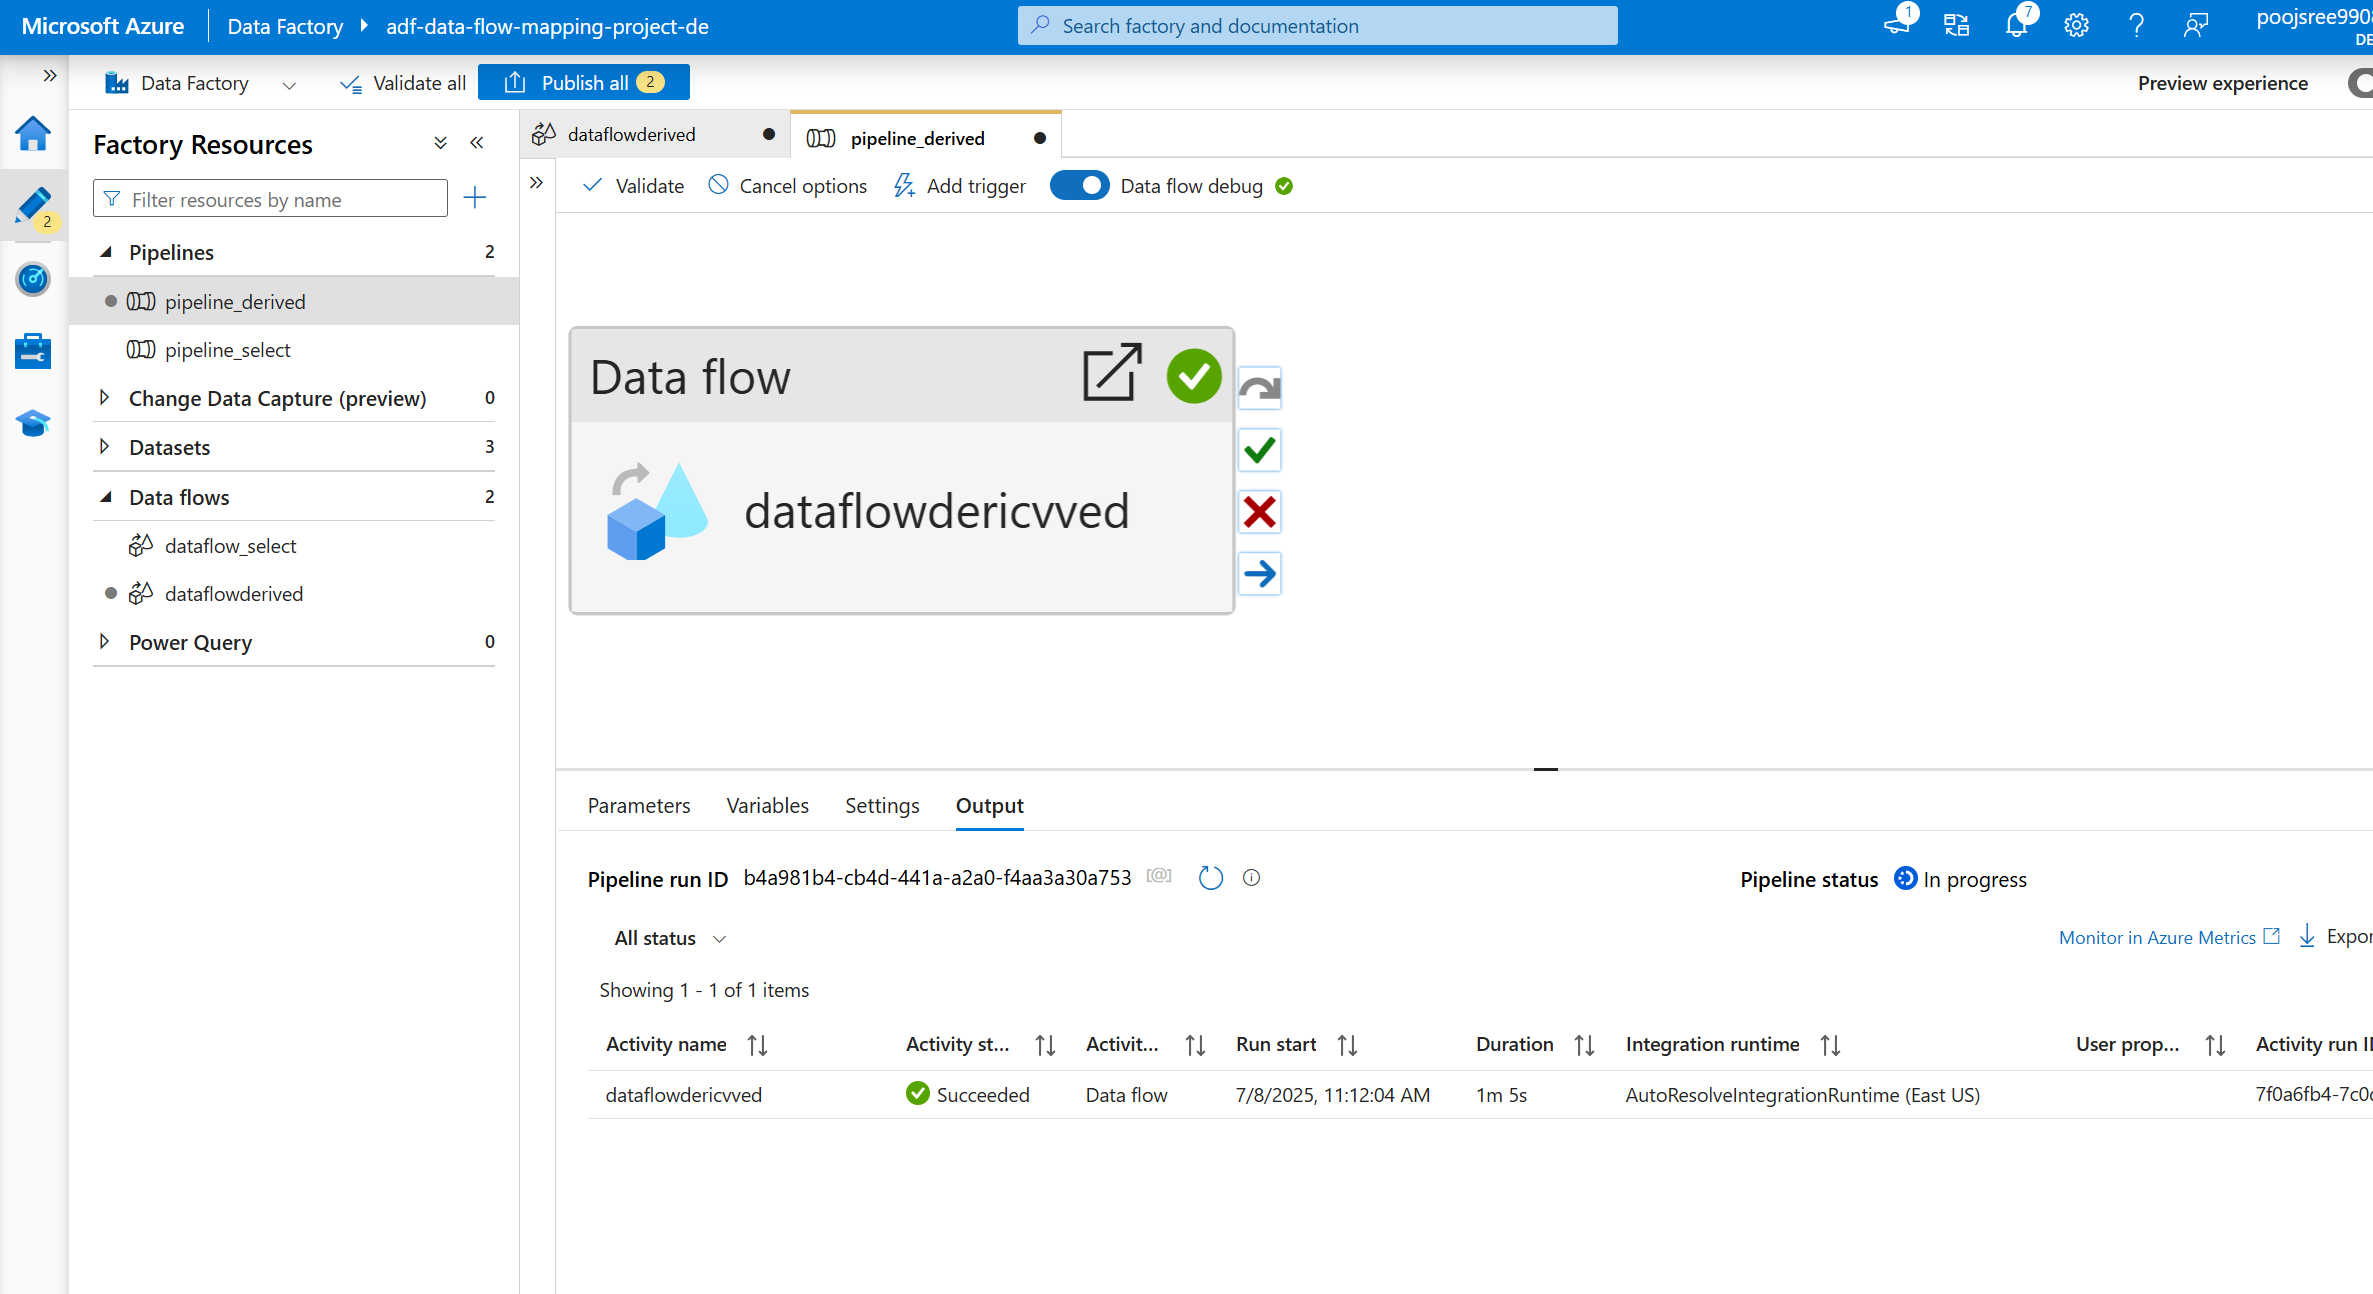 Microsoft Azure
Data Factory
adf-data-flow-mapping-project-de
Search factory and documentation
1
7
poojsree990
DE
Data Factory
Validate all
Publish all 2
Preview experience
2
Factory Resources
Filter resources by name
Pipelines 2
pipeline_derived
pipeline_select
Change Data Capture (preview) 0
Datasets 3
Data flows 2
dataflow_select
dataflowderived
Power Query 0
dataflowderived
pipeline_derived
Validate
Cancel options
Add trigger
Data flow debug
Data flow
dataflowdericvved
Parameters
Variables
Settings
Output
Pipeline run ID b4a981b4-cb4d-441a-a2a0-f4aa3a30a753 [@]
Pipeline status In progress
All status
Monitor in Azure Metrics
Expor
Showing 1 - 1 of 1 items
Activity name Activity st... Activit... Run start Duration Integration runtime User prop... Activity run
dataflowdericvved Succeeded Data flow 7/8/2025, 11:12:04 AM 1m 5s AutoResolveIntegrationRuntime (East US) 7f0a6fb4-7c0